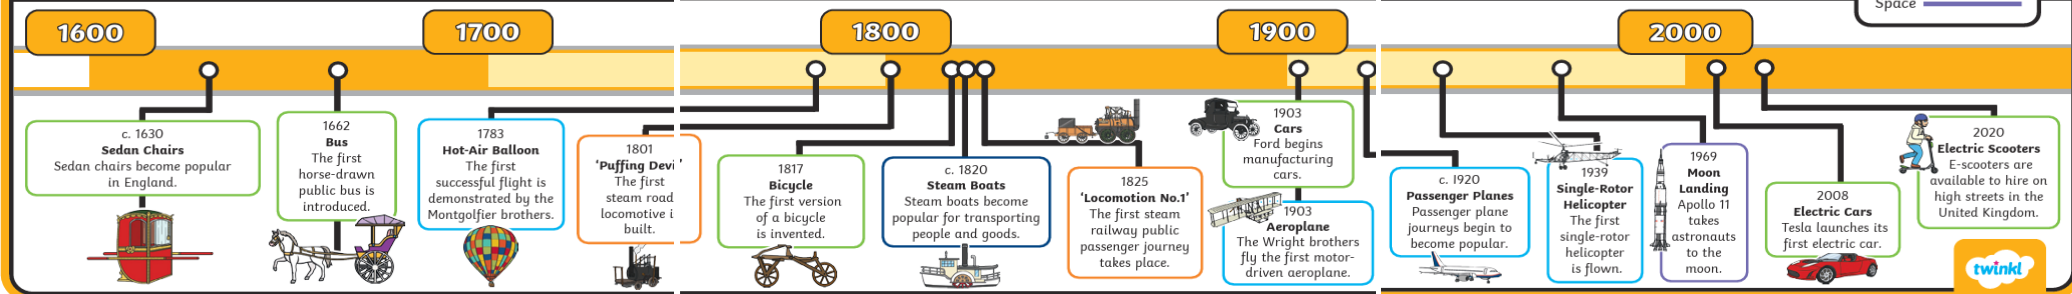 1600
1700
1800
1900
2000
Space
c. 1630
Sedan Chairs
Sedan chairs become popular
in England.
1662
Bus
The first
horse-drawn
public bus is
introduced.
1783
Hot-Air Balloon
The first
successful flight is
demonstrated by the
Montgolfier brothers.
1801
‘Puffing Devi’
The first
steam road
locomotive i
built.
1817
Bicycle
The first version
of a bicycle
is invented.
c. 1820
Steam Boats
Steam boats become
popular for transporting
people and goods.
1825
‘Locomotion No.1’
The first steam
railway public
passenger journey
takes place.
1903
Cars
Ford begins
manufacturing
cars.
1903
Aeroplane
The Wright brothers
fly the first motor-
driven aeroplane.
c. 1920
Passenger Planes
Passenger plane
journeys begin to
become popular.
1939
Single-Rotor
Helicopter
The first
single-rotor
helicopter
is flown.
1969
Moon
Landing
Apollo 11
takes
astronauts
to the
moon.
2008
Electric Cars
Tesla launches its
first electric car.
2020
Electric Scooters
E-scooters are
available to hire on
high streets in the
United Kingdom.
twinkl